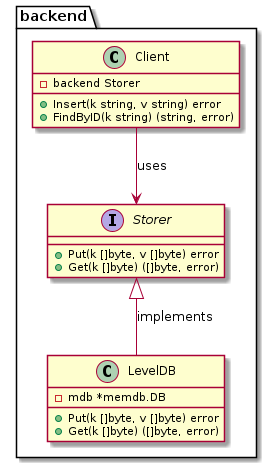 backend
C Client
backend Storer
Insert(k string, v string) error
FindByID(k string) (string, error)
uses
I Storer
Put(k []byte, v []byte) error
Get(k []byte) ([]byte, error)
implements
C LevelDB
mdb *memdb.DB
Put(k []byte, v []byte) error
Get(k []byte) ([]byte, error)